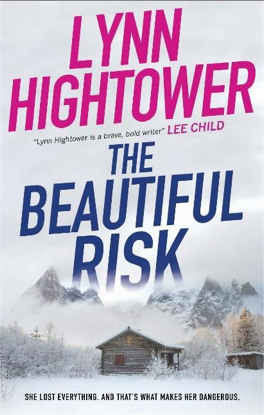 LYNN
HIGHTOWER
"Lynn Hightower is a brave, bold writer" LEE CHILD
THE
BEAUTIFUL
RISK
SHE LOST EVERYTHING. AND THAT'S WHAT MAKES HER DANGEROUS.